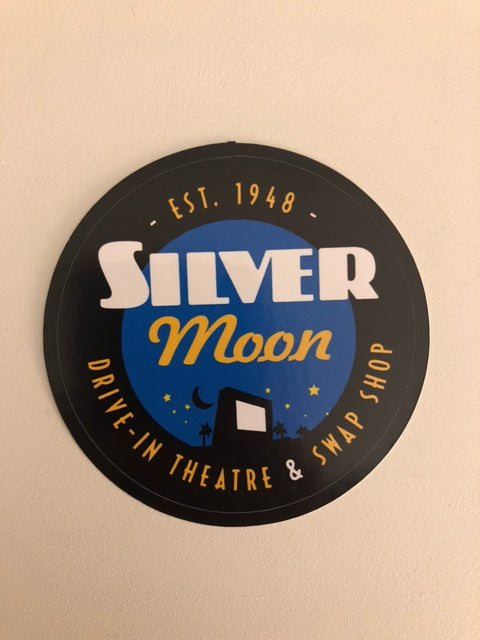 - EST. 1948 -
SILVER
Moon
DRIVE-IN THEATRE & SWAP SHOP